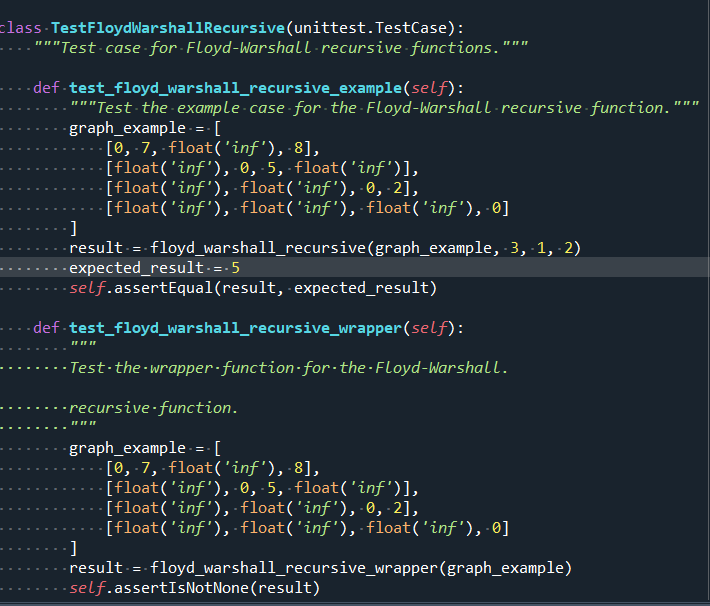 class TestFloydWarshallRecursive(unittest.TestCase):
    """Test case for Floyd-Warshall recursive functions."""

    def test_floyd_warshall_recursive_example(self):
        """Test the example case for the Floyd-Warshall recursive function."""
        graph_example = [
            [0, 7, float('inf'), 8],
            [float('inf'), 0, 5, float('inf')],
            [float('inf'), float('inf'), 0, 2],
            [float('inf'), float('inf'), float('inf'), 0]
        ]
        result = floyd_warshall_recursive(graph_example, 3, 1, 2)
        expected_result = 5
        self.assertEqual(result, expected_result)

    def test_floyd_warshall_recursive_wrapper(self):
        """
        Test the wrapper function for the Floyd-Warshall.

        recursive function.
        """
        graph_example = [
            [0, 7, float('inf'), 8],
            [float('inf'), 0, 5, float('inf')],
            [float('inf'), float('inf'), 0, 2],
            [float('inf'), float('inf'), float('inf'), 0]
        ]
        result = floyd_warshall_recursive_wrapper(graph_example)
        self.assertIsNotNone(result)